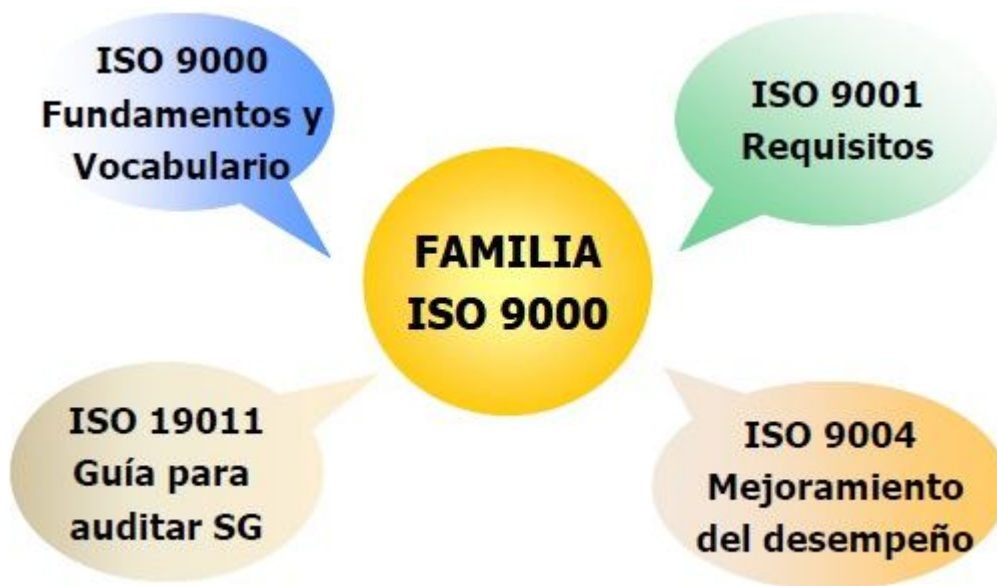 ISO 9000
Fundamentos y
Vocabulario
ISO 9001
Requisitos
FAMILIA
ISO 9000
ISO 19011
Guía para
auditar SG
ISO 9004
Mejoramiento
del desempeño